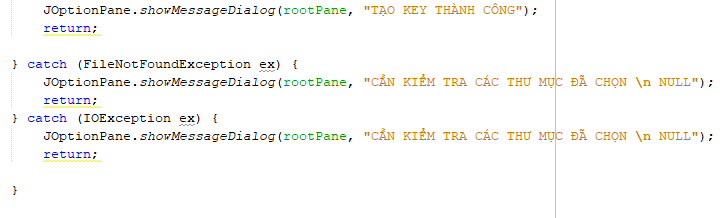 JOptionPane.showMessageDialog(rootPane, "TẠO KEY THÀNH CÔNG");
return;
} catch (FileNotFoundException ex) {
JOptionPane.showMessageDialog(rootPane, "CẦN KIỂM TRA CÁC THƯ MỤC ĐÃ CHỌN \n NULL");
return;
} catch (IOException ex) {
JOptionPane.showMessageDialog(rootPane, "CẦN KIỂM TRA CÁC THƯ MỤC ĐÃ CHỌN \n NULL");
return;
}